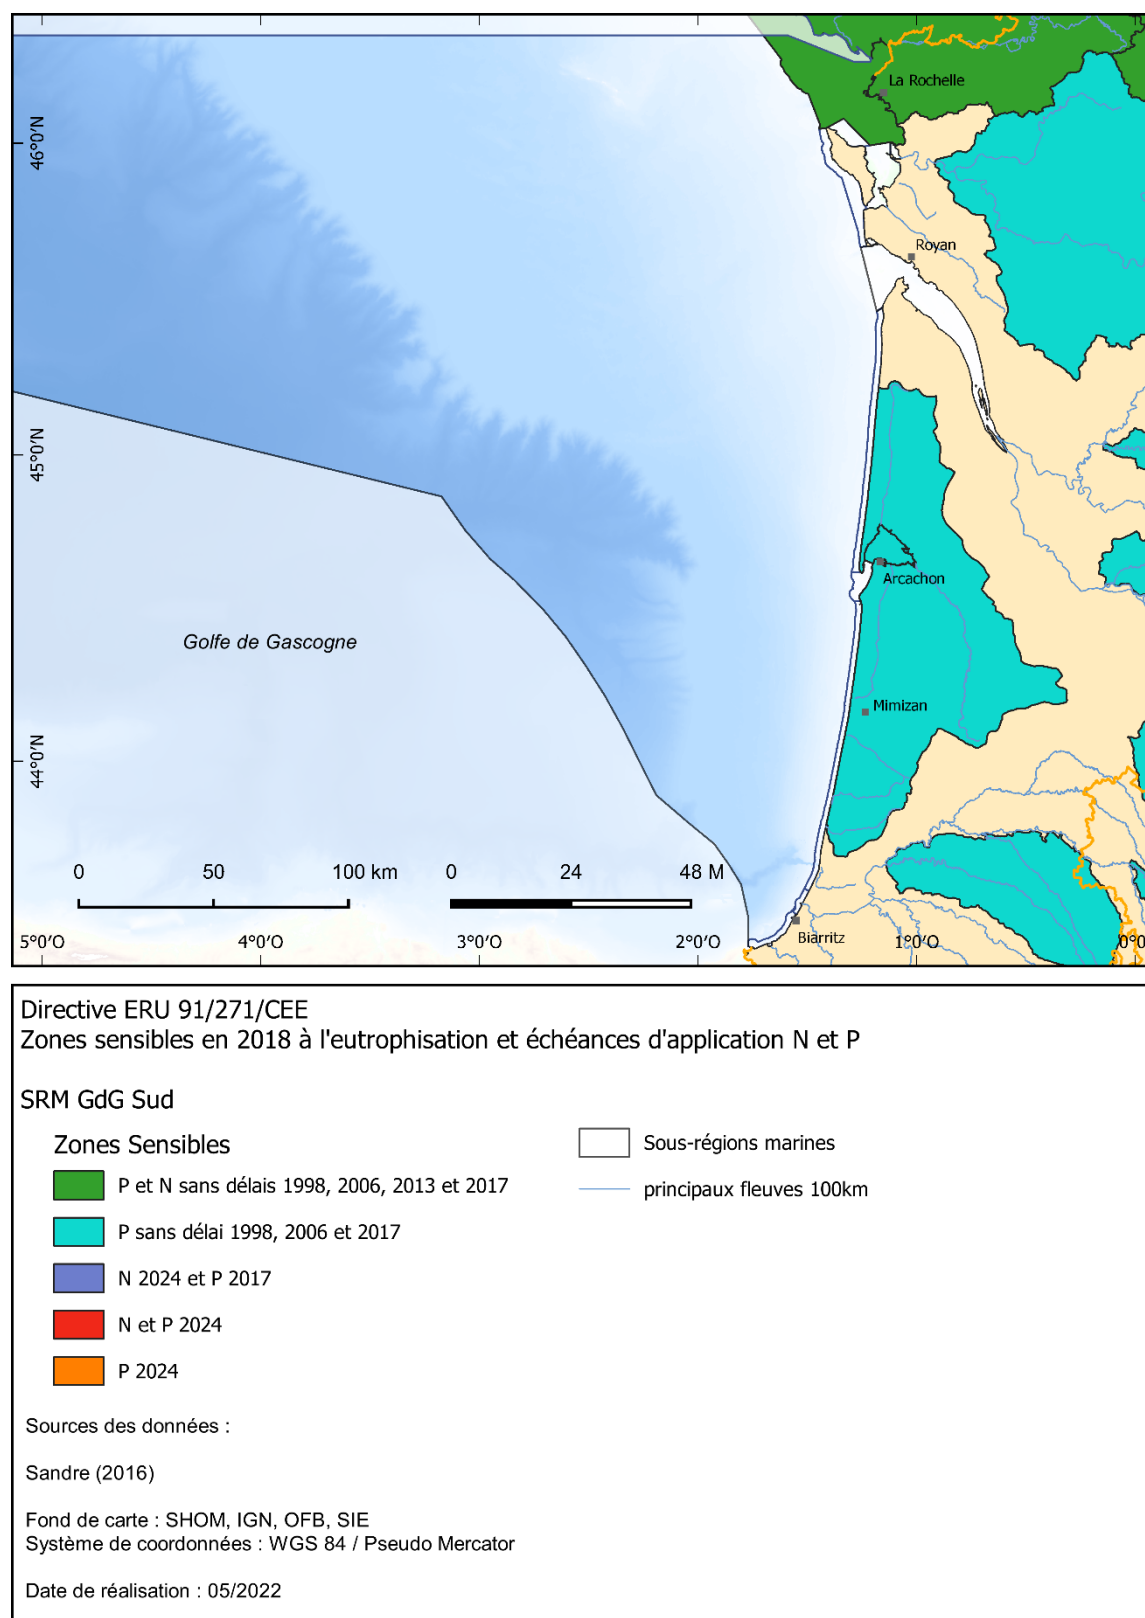 La Rochelle
46°0'N
Royan
45°0'N
Arcachon
Golfe de Gascogne
Mimizan
44°0'N
0 50 100 km 0 24 48 M
5°0'O 4°0'O 3°0'O 2°0'O Biarritz 1°0'O 0°0
Directive ERU 91/271/CEE
Zones sensibles en 2018 à l'eutrophisation et échéances d'application N et P
SRM GdG Sud
Zones Sensibles
P et N sans délais 1998, 2006, 2013 et 2017
P sans délai 1998, 2006 et 2017
N 2024 et P 2017
N et P 2024
P 2024
Sous-régions marines
principaux fleuves 100km
Sources des données :
Sandre (2016)
Fond de carte : SHOM, IGN, OFB, SIE
Système de coordonnées : WGS 84 / Pseudo Mercator
Date de réalisation : 05/2022